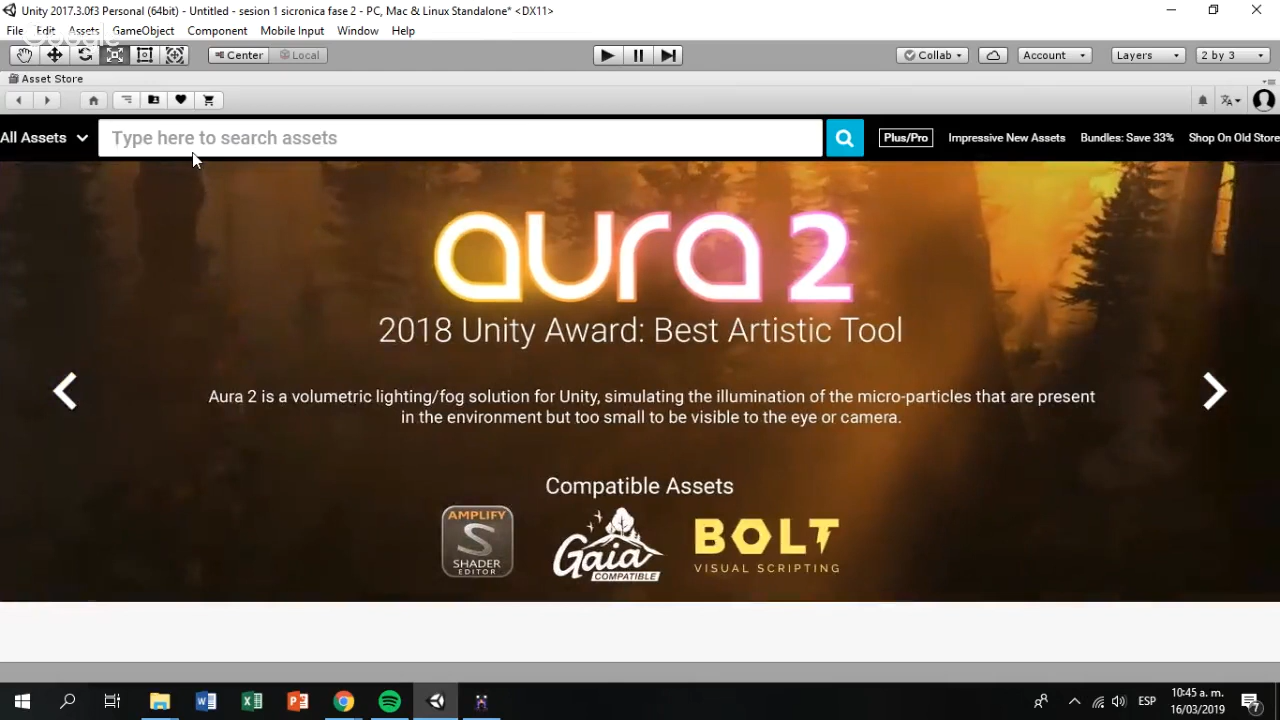 Unity 2017.3.0f3 Personal (64bit) - Untitled - sesion 1 sicronica fase 2 - PC, Mac & Linux Standalone* <DX11>
File Edit Assets GameObject Component Mobile Input Window Help
Google
Center Local Collab Account Layers 2 by 3
Asset Store
All Assets Type here to search assets Plus/Pro Impressive New Assets Bundles: Save 33% Shop On Old Store
aura 2
2018 Unity Award: Best Artistic Tool
Aura 2 is a volumetric lighting/fog solution for Unity, simulating the illumination of the micro-particles that are present
in the environment but too small to be visible to the eye or camera.
Compatible Assets
AMPLIFY
S
SHADER
EDITOR
Gaia
COMPATIBLE
BOLT
VISUAL SCRIPTING
ESP
10:45 a. m.
16/03/2019
7